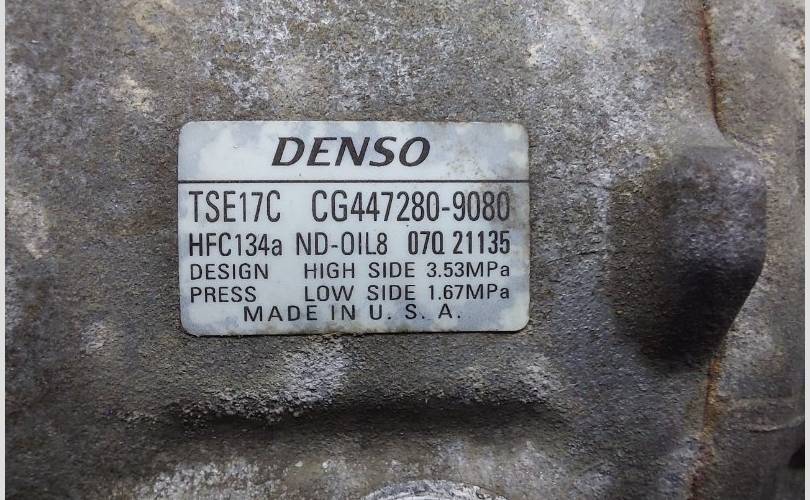 DENSO
TSE17C CG447280-9080
HFC134a ND-OIL8 07Q 21135
DESIGN HIGH SIDE 3.53MPa
PRESS LOW SIDE 1.67MPa
MADE IN U. S. A.